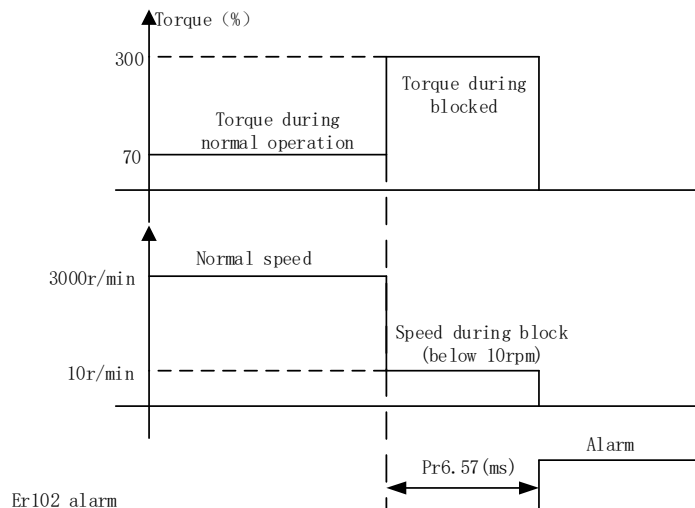 Torque（%）
300
Torque during
blocked
Torque during
normal operation
70
Normal speed
3000r/min
Speed during block
(below 10rpm)
10r/min
Alarm
Pr6.57(ms)
Er102 alarm